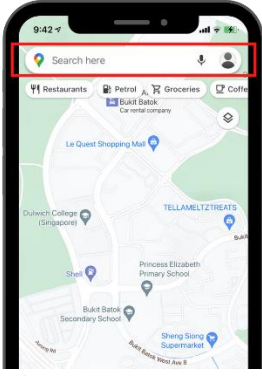 9:42
Search here
Restaurants
Petrol
Groceries
Coffe
Bukit Batok
Car rental company
Le Quest Shopping Mall
Dulwich College
(Singapore)
TELLAMELTZTREATS
Buki
Princess Elizabeth
Primary School
Shell
Bukit Batok
Secondary School
Sheng Siong
Supermarket
Bukit Batok West Ave 8